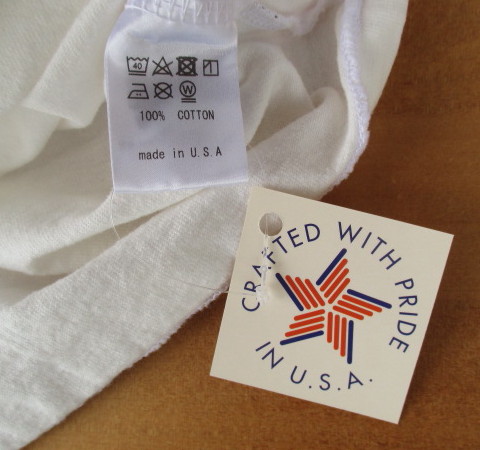 40
W
100% COTTON
made in U.S.A
CRAFTED WITH PRIDE
IN U.S.A.